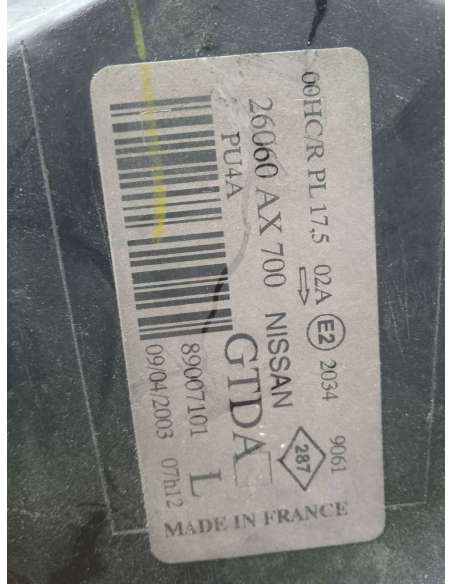 00HC/R PL 17,5 02A E2 2034 9061
26060 AX 700 NISSAN 287
PU4A GTDA
89007101 L
09/04/2003 07h12
MADE IN FRANCE